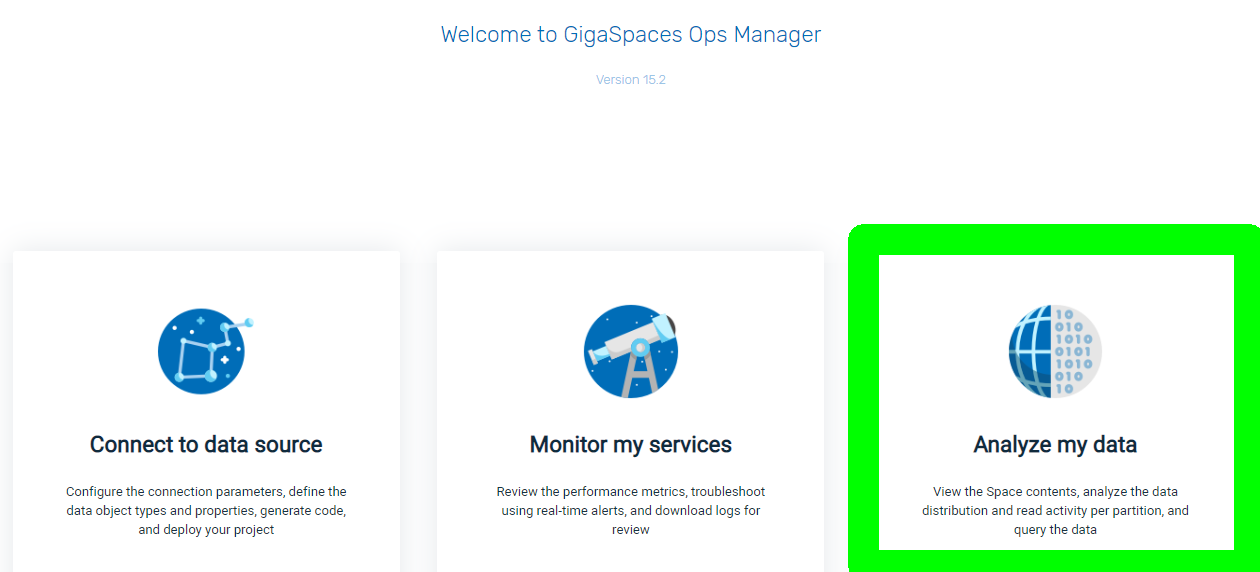 Welcome to GigaSpaces Ops Manager
Version 15.2
Connect to data source
Configure the connection parameters, define the
data object types and properties, generate code,
and deploy your project
Monitor my services
Review the performance metrics, troubleshoot
using real-time alerts, and download logs for
review
10
010
1010
0101
1010
010
10
Analyze my data
View the Space contents, analyze the data
distribution and read activity per partition, and
query the data